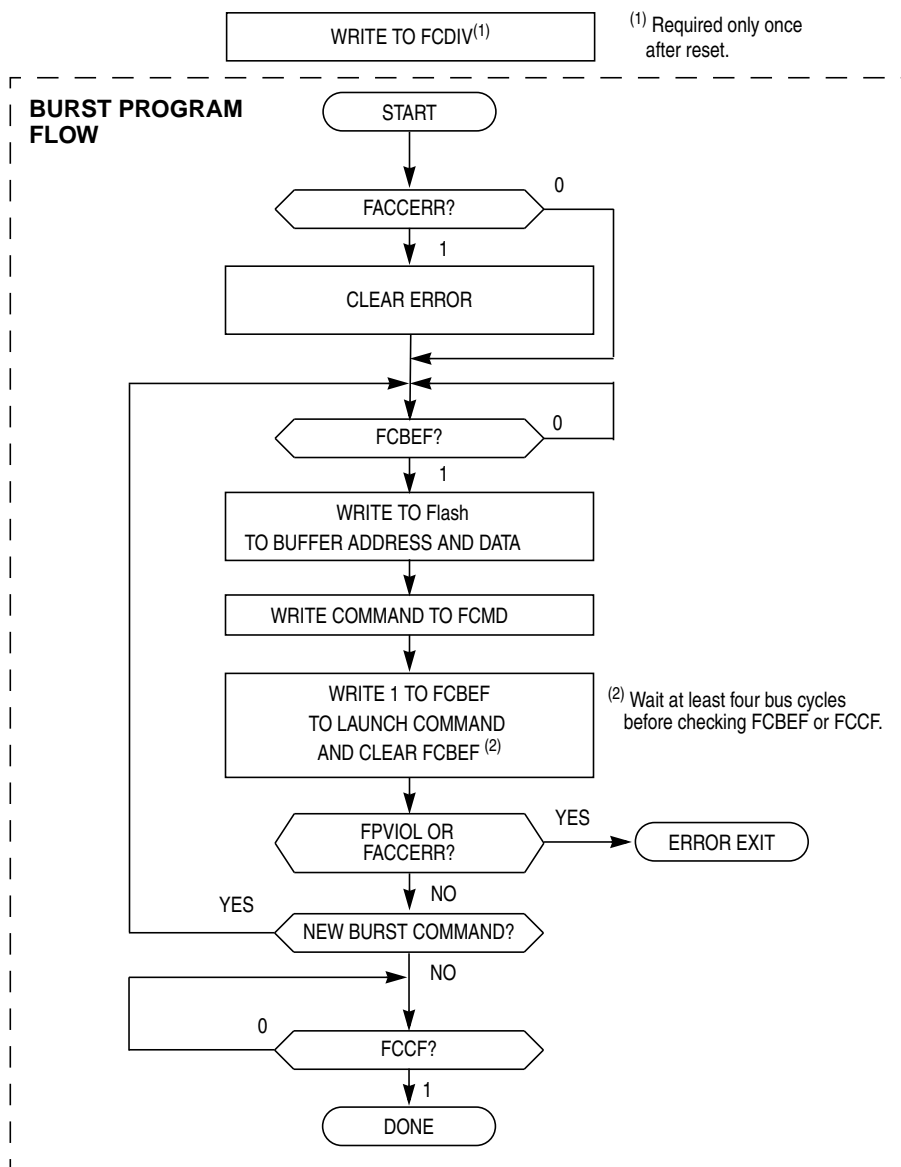 WRITE TO FCDIV(1)
(1) Required only once
after reset.
BURST PROGRAM
FLOW
START
FACCERR?
0
1
CLEAR ERROR
FCBEF?
0
1
WRITE TO Flash
TO BUFFER ADDRESS AND DATA
WRITE COMMAND TO FCMD
WRITE 1 TO FCBEF
TO LAUNCH COMMAND
AND CLEAR FCBEF (2)
(2) Wait at least four bus cycles
before checking FCBEF or FCCF.
FPVIOL OR
FACCERR?
YES
ERROR EXIT
NO
YES
NEW BURST COMMAND?
NO
0
FCCF?
1
DONE